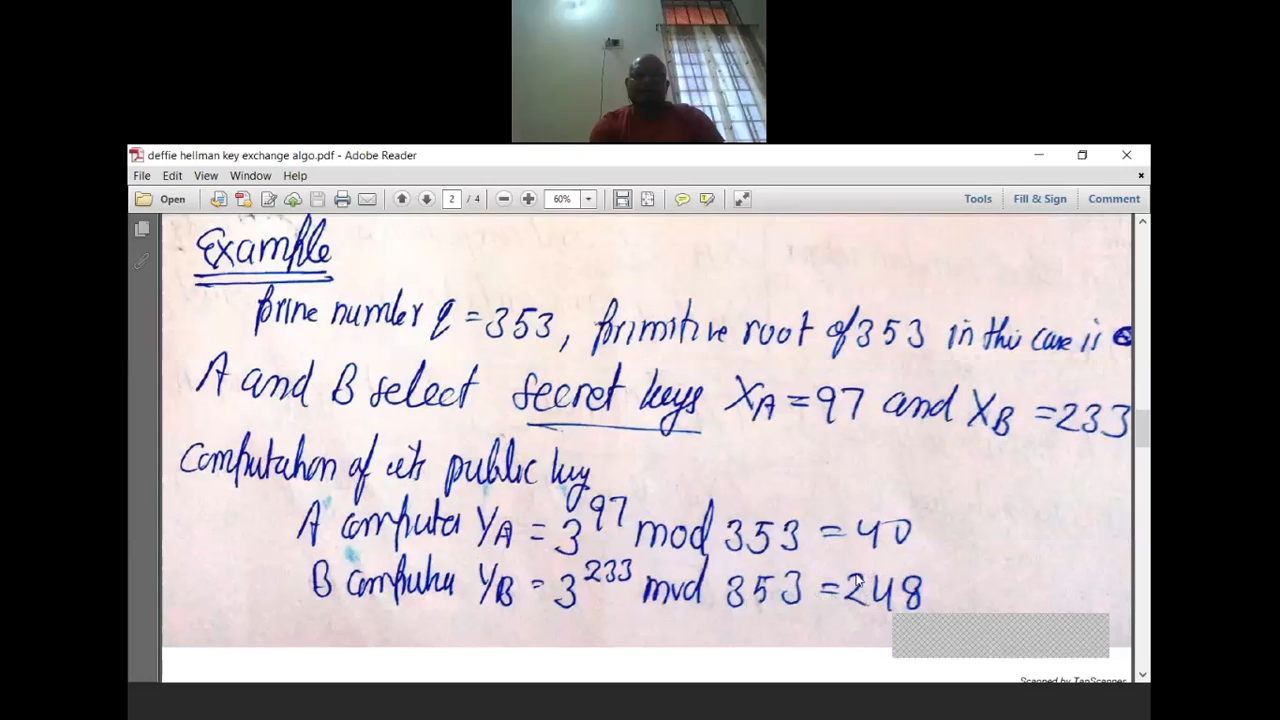 deffie hellman key exchange algo.pdf - Adobe Reader
File Edit View Window Help
Open 2 / 4 60% Tools Fill & Sign Comment
Example
prime number q = 353, primitive root of 353 in this case is
A and B select secret keys XA = 97 and XB = 233
Computation of its public key
A computes YA = 3^97 mod 353 = 40
B computes YB = 3^233 mod 353 = 248
Scanned by TapScanner